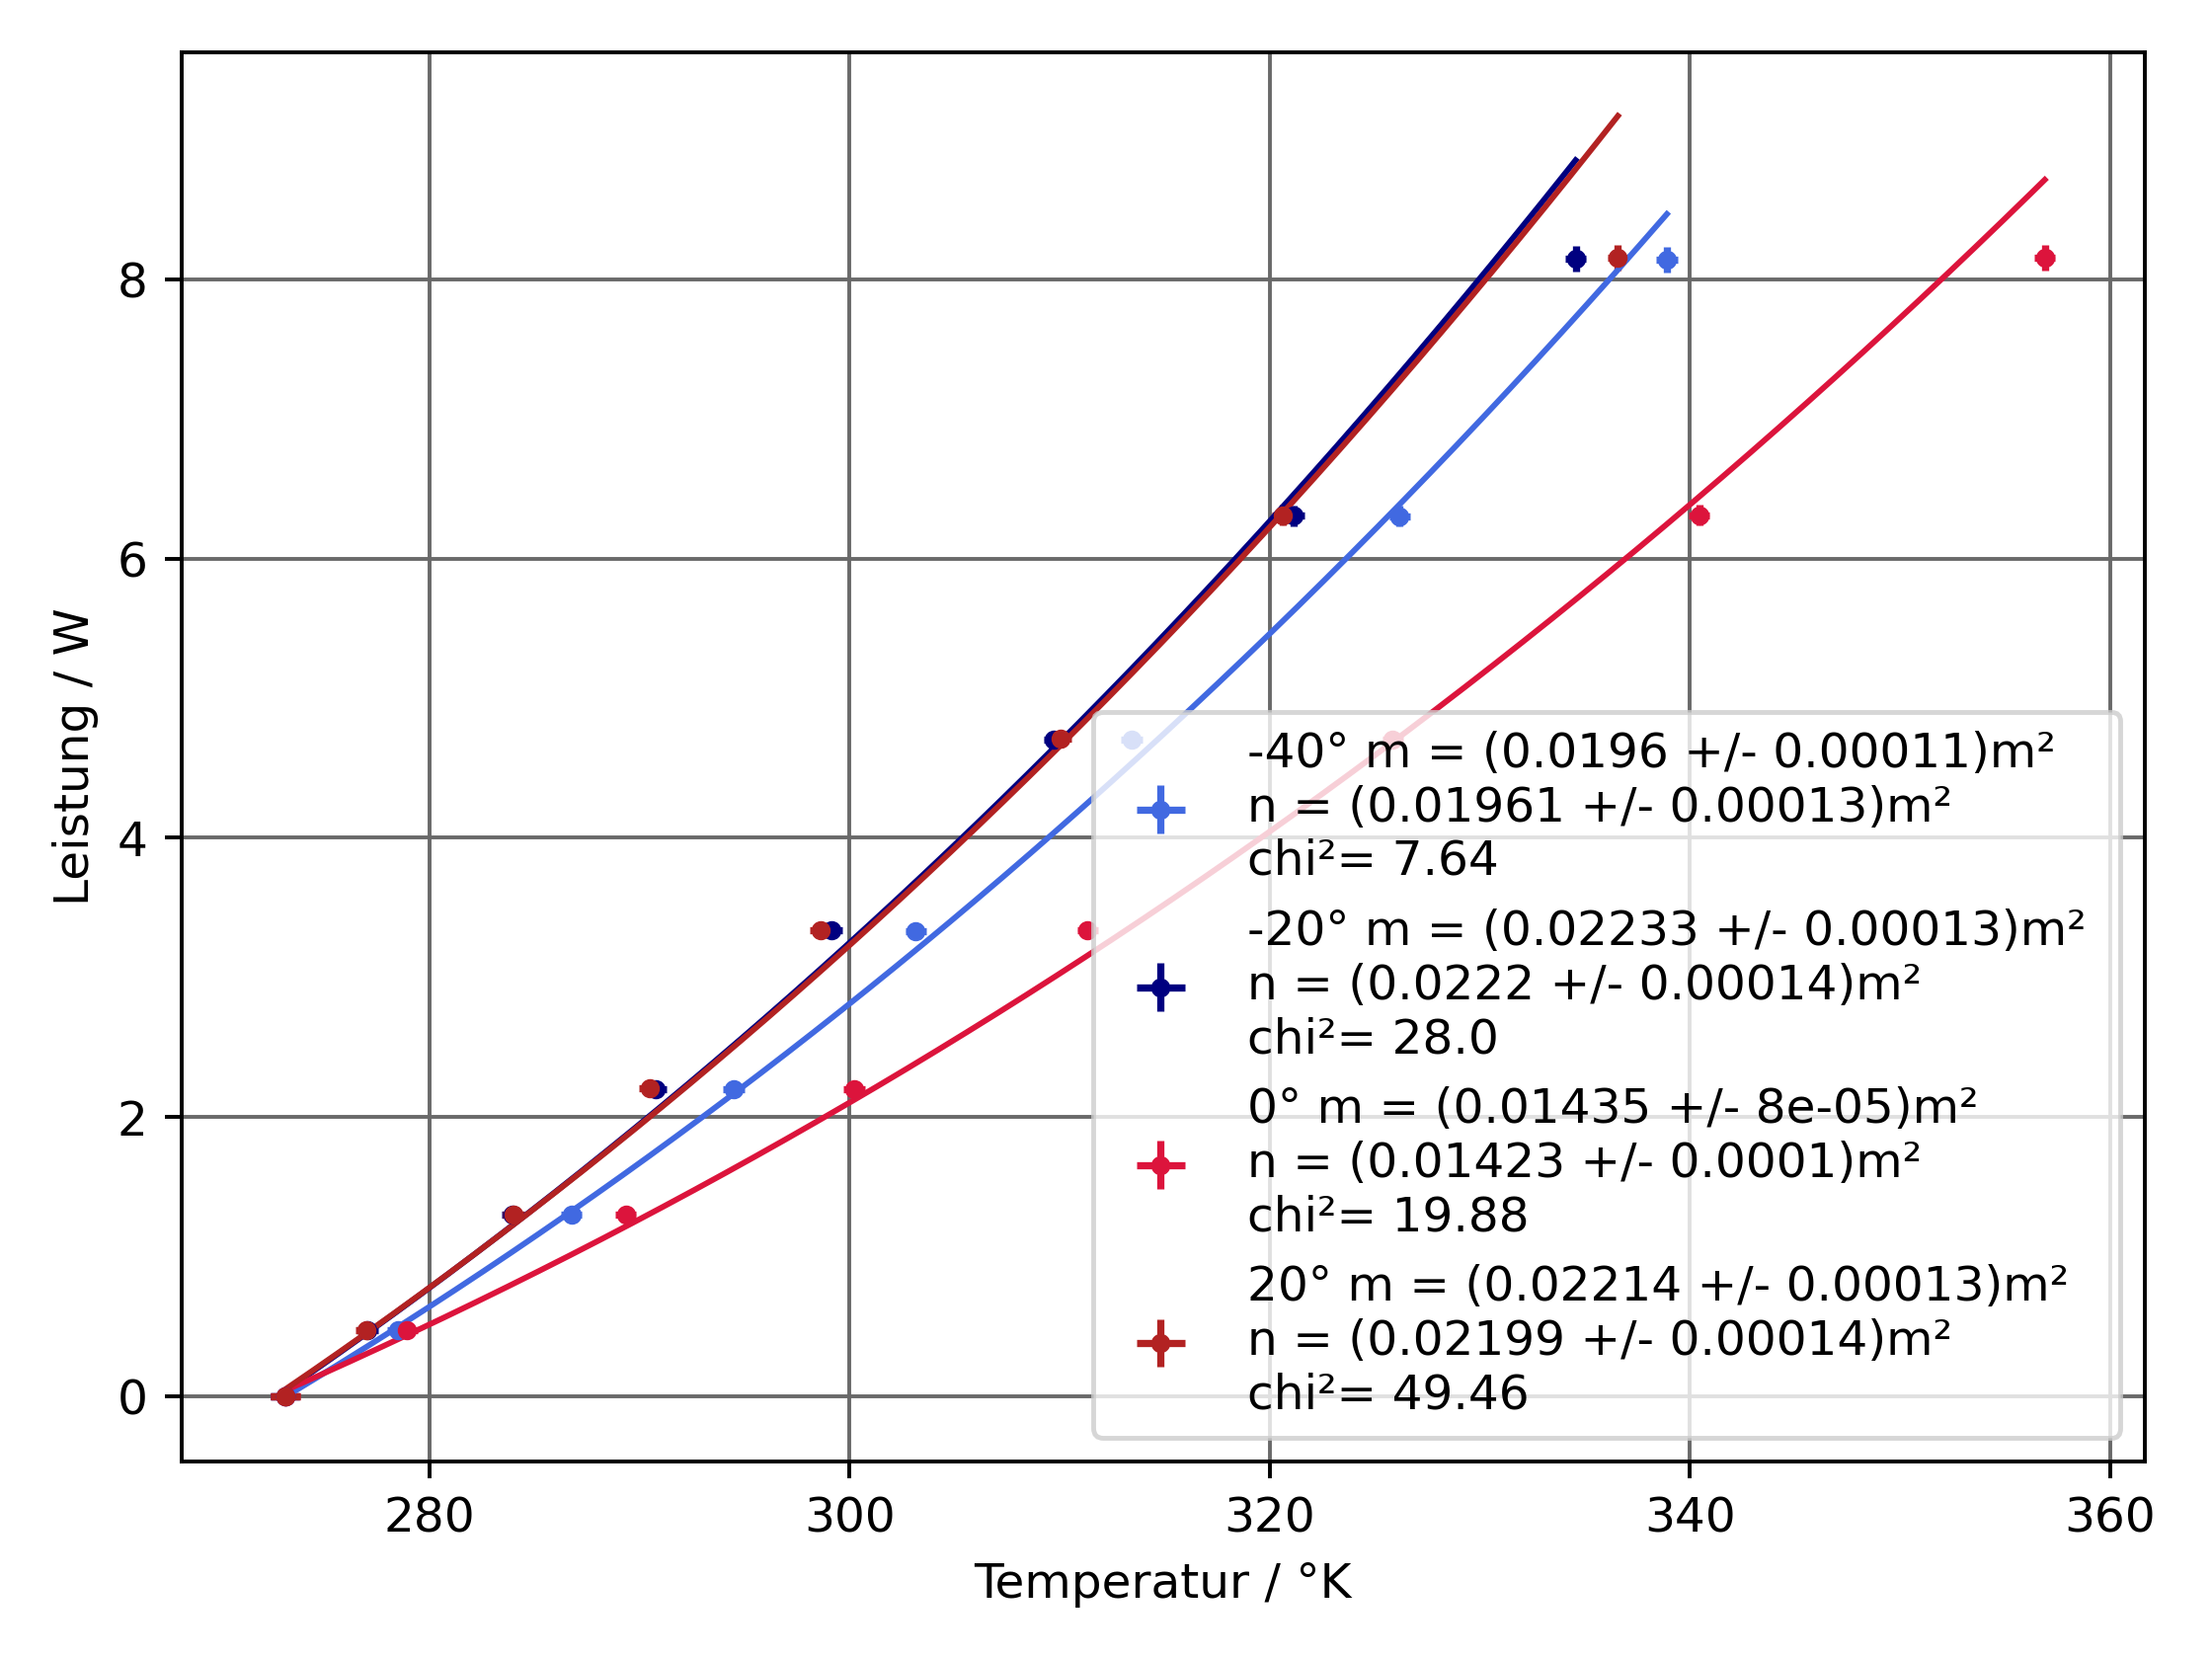 8
6
4
2
0
Leistung / W
-40° m = (0.0196 +/- 0.00011)m²
n = (0.01961 +/- 0.00013)m²
chi²= 7.64
-20° m = (0.02233 +/- 0.00013)m²
n = (0.0222 +/- 0.00014)m²
chi²= 28.0
0° m = (0.01435 +/- 8e-05)m²
n = (0.01423 +/- 0.0001)m²
chi²= 19.88
20° m = (0.02214 +/- 0.00013)m²
n = (0.02199 +/- 0.00014)m²
chi²= 49.46
280 300 320 340 360
Temperatur / °K